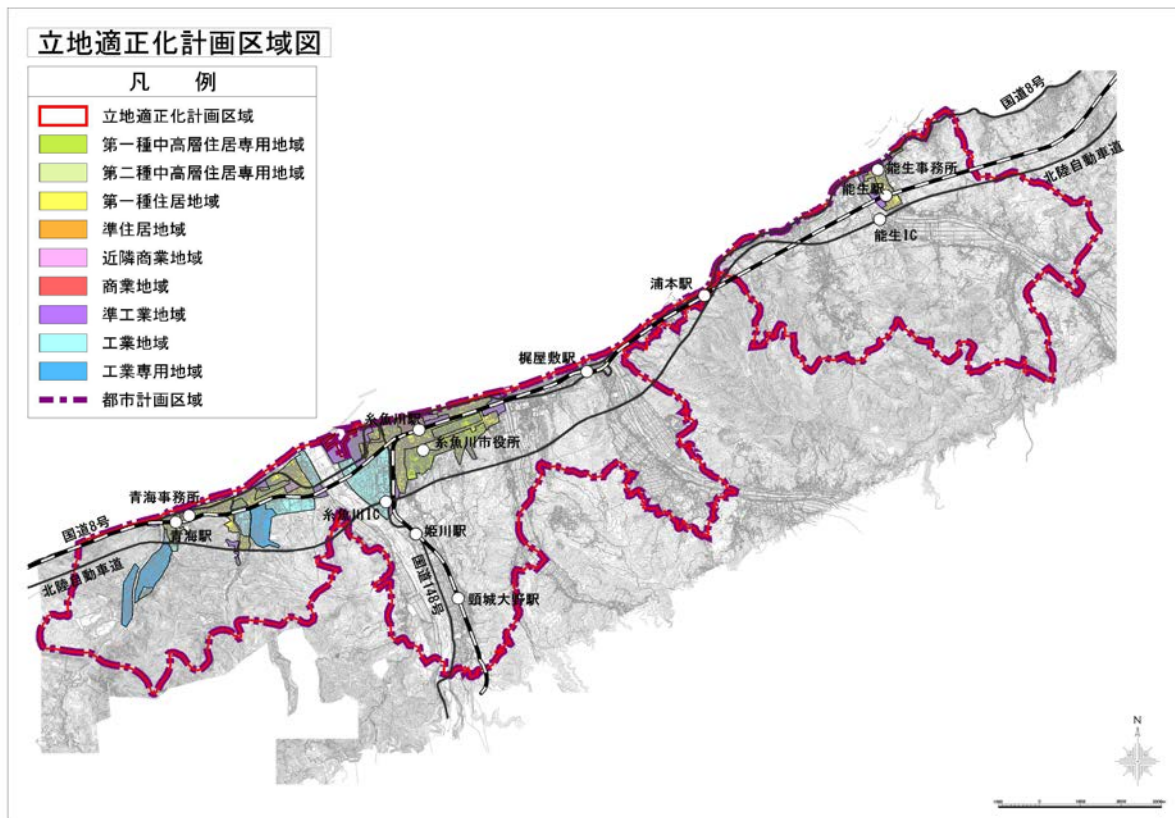 立地適正化計画区域図
凡 例
立地適正化計画区域
第一種中高層住居専用地域
第二種中高層住居専用地域
第一種住居地域
準住居地域
近隣商業地域
商業地域
準工業地域
工業地域
工業専用地域
都市計画区域
国道8号
能生事務所
北陸自動車道
能生駅
能生IC
浦本駅
梶屋敷駅
糸魚川駅
糸魚川市役所
青海事務所
糸魚川IC
国道8号
青海駅
姫川駅
北陸自動車道
国道148号
頸城大野駅
N